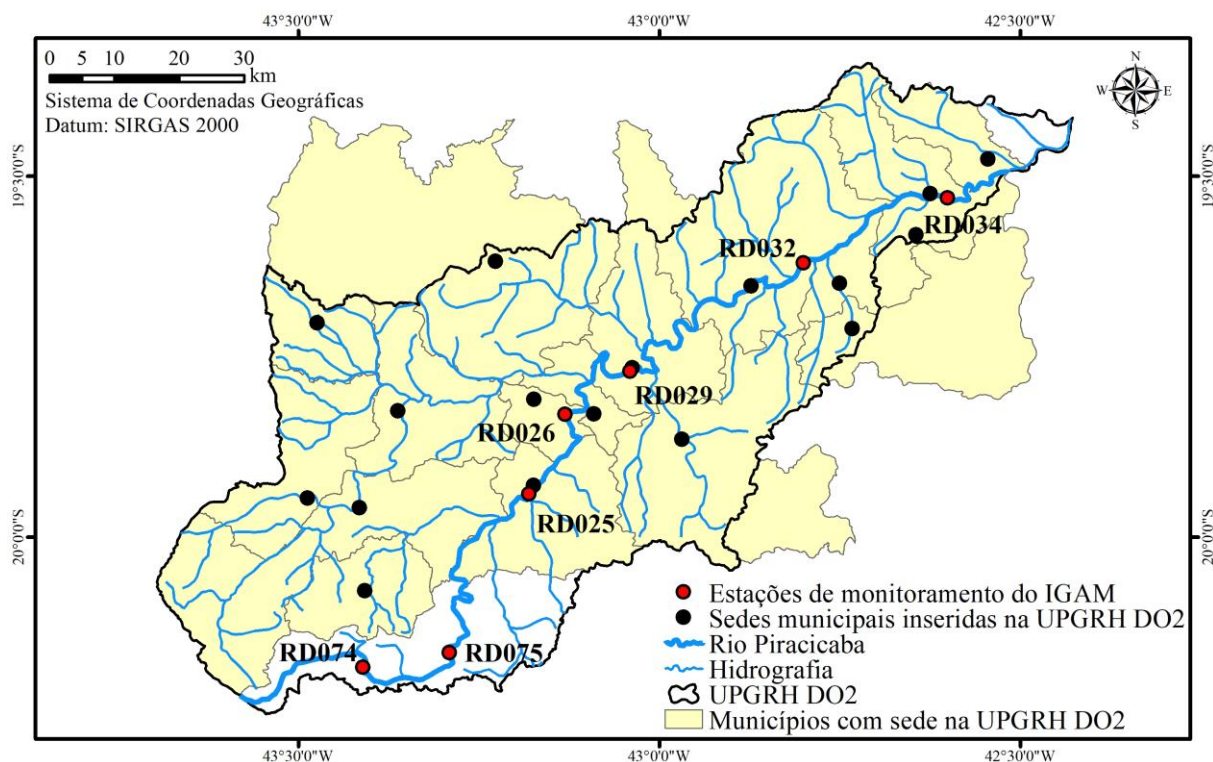 43°30'0"W 43°0'0"W 42°30'0"W
0 5 10 20 30
km
Sistema de Coordenadas Geográficas
Datum: SIRGAS 2000
N
W E
S
19°30'0"S 19°30'0"S
RD034
RD032
RD029
RD026
RD025
20°0'0"S 20°0'0"S
RD074 RD075
Estações de monitoramento do IGAM
Sedes municipais inseridas na UPGRH DO2
Rio Piracicaba
Hidrografia
UPGRH DO2
Municípios com sede na UPGRH DO2
43°30'0"W 43°0'0"W 42°30'0"W